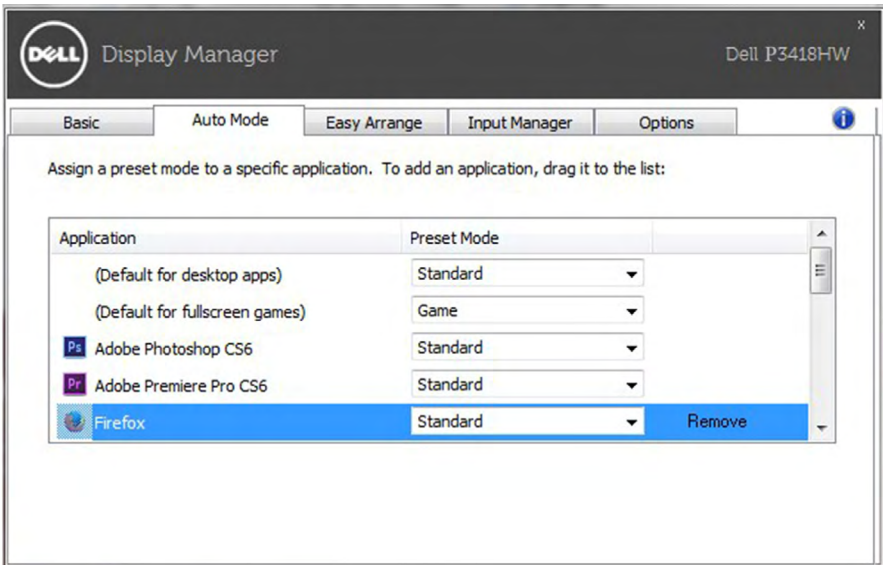 x
DELL Display Manager Dell P3418HW
Basic Auto Mode Easy Arrange Input Manager Options i
Assign a preset mode to a specific application. To add an application, drag it to the list:
Application Preset Mode
(Default for desktop apps) Standard
(Default for fullscreen games) Game
Ps Adobe Photoshop CS6 Standard
Pr Adobe Premiere Pro CS6 Standard
Firefox Standard Remove